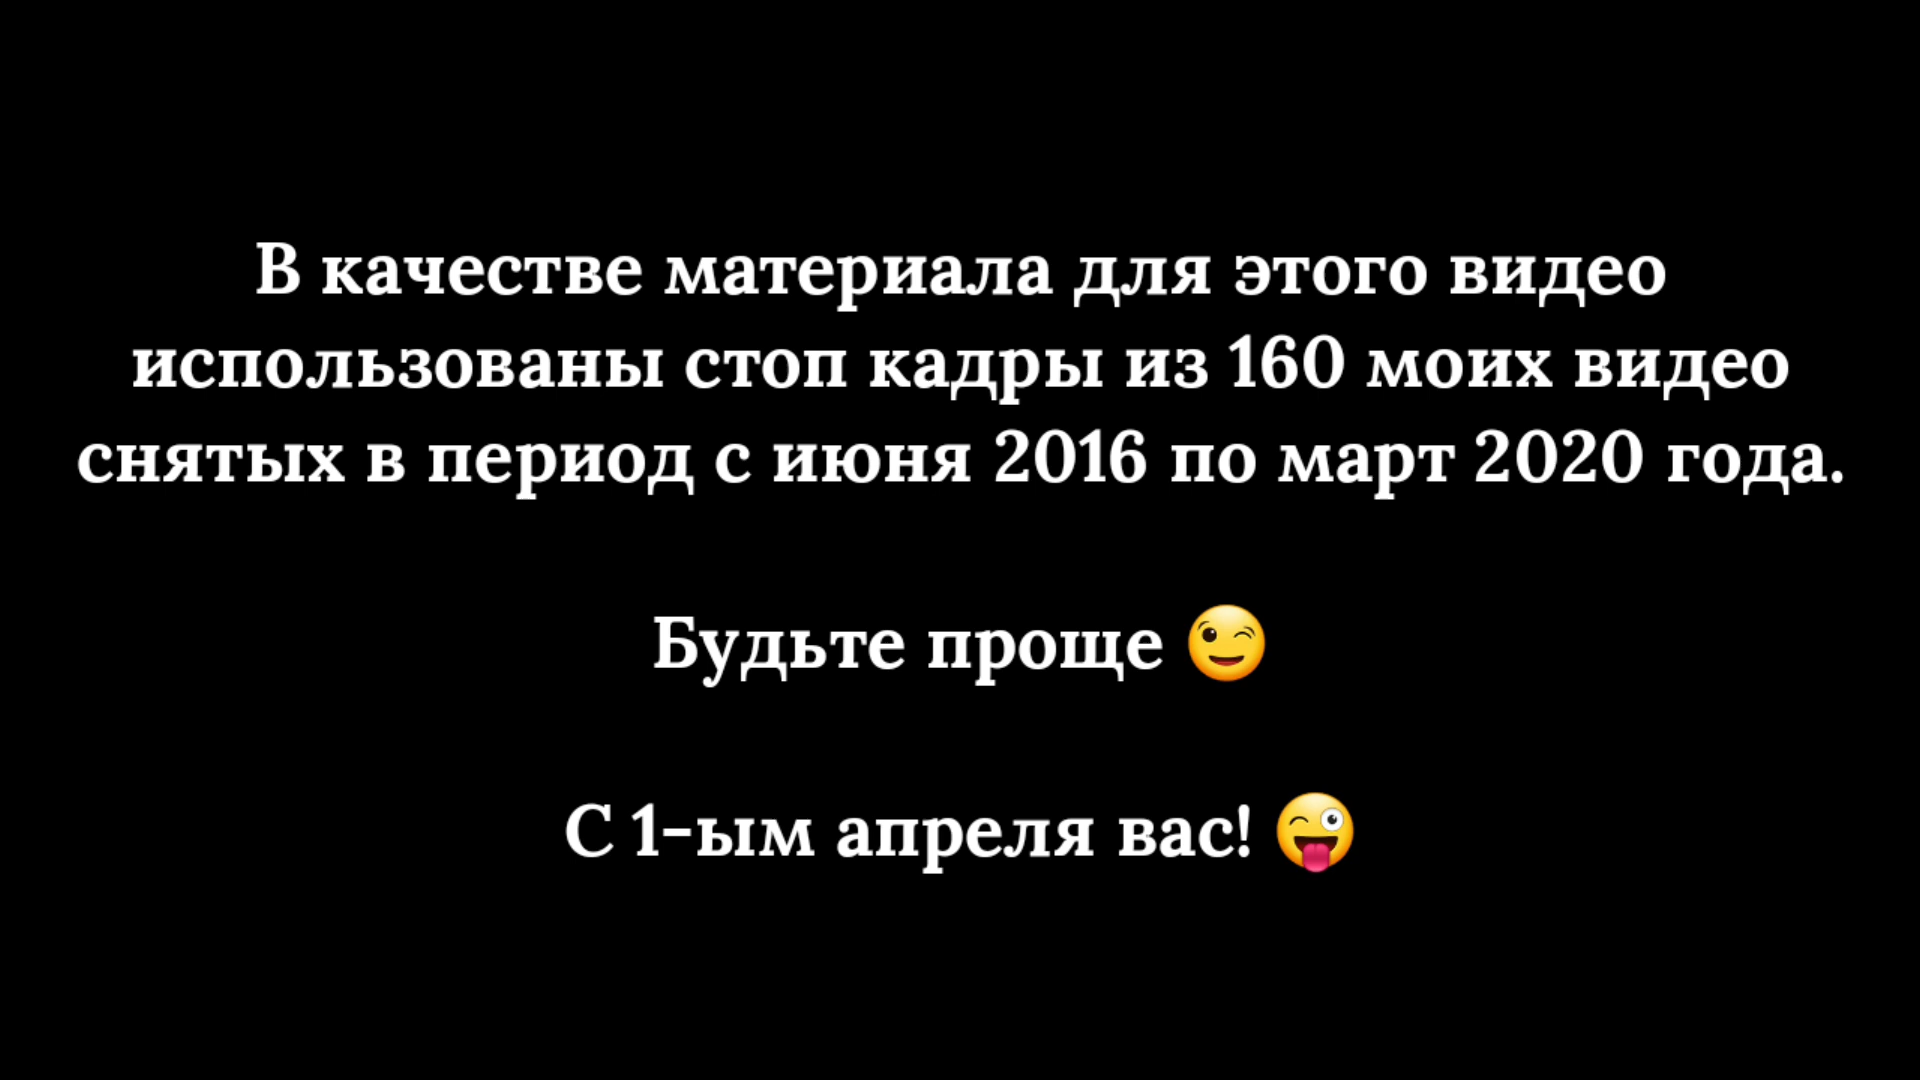 В качестве материала для этого видео
использованы стоп кадры из 160 моих видео
снятых в период с июня 2016 по март 2020 года.
Будьте проще 😉
С 1-ым апреля вас! 😜